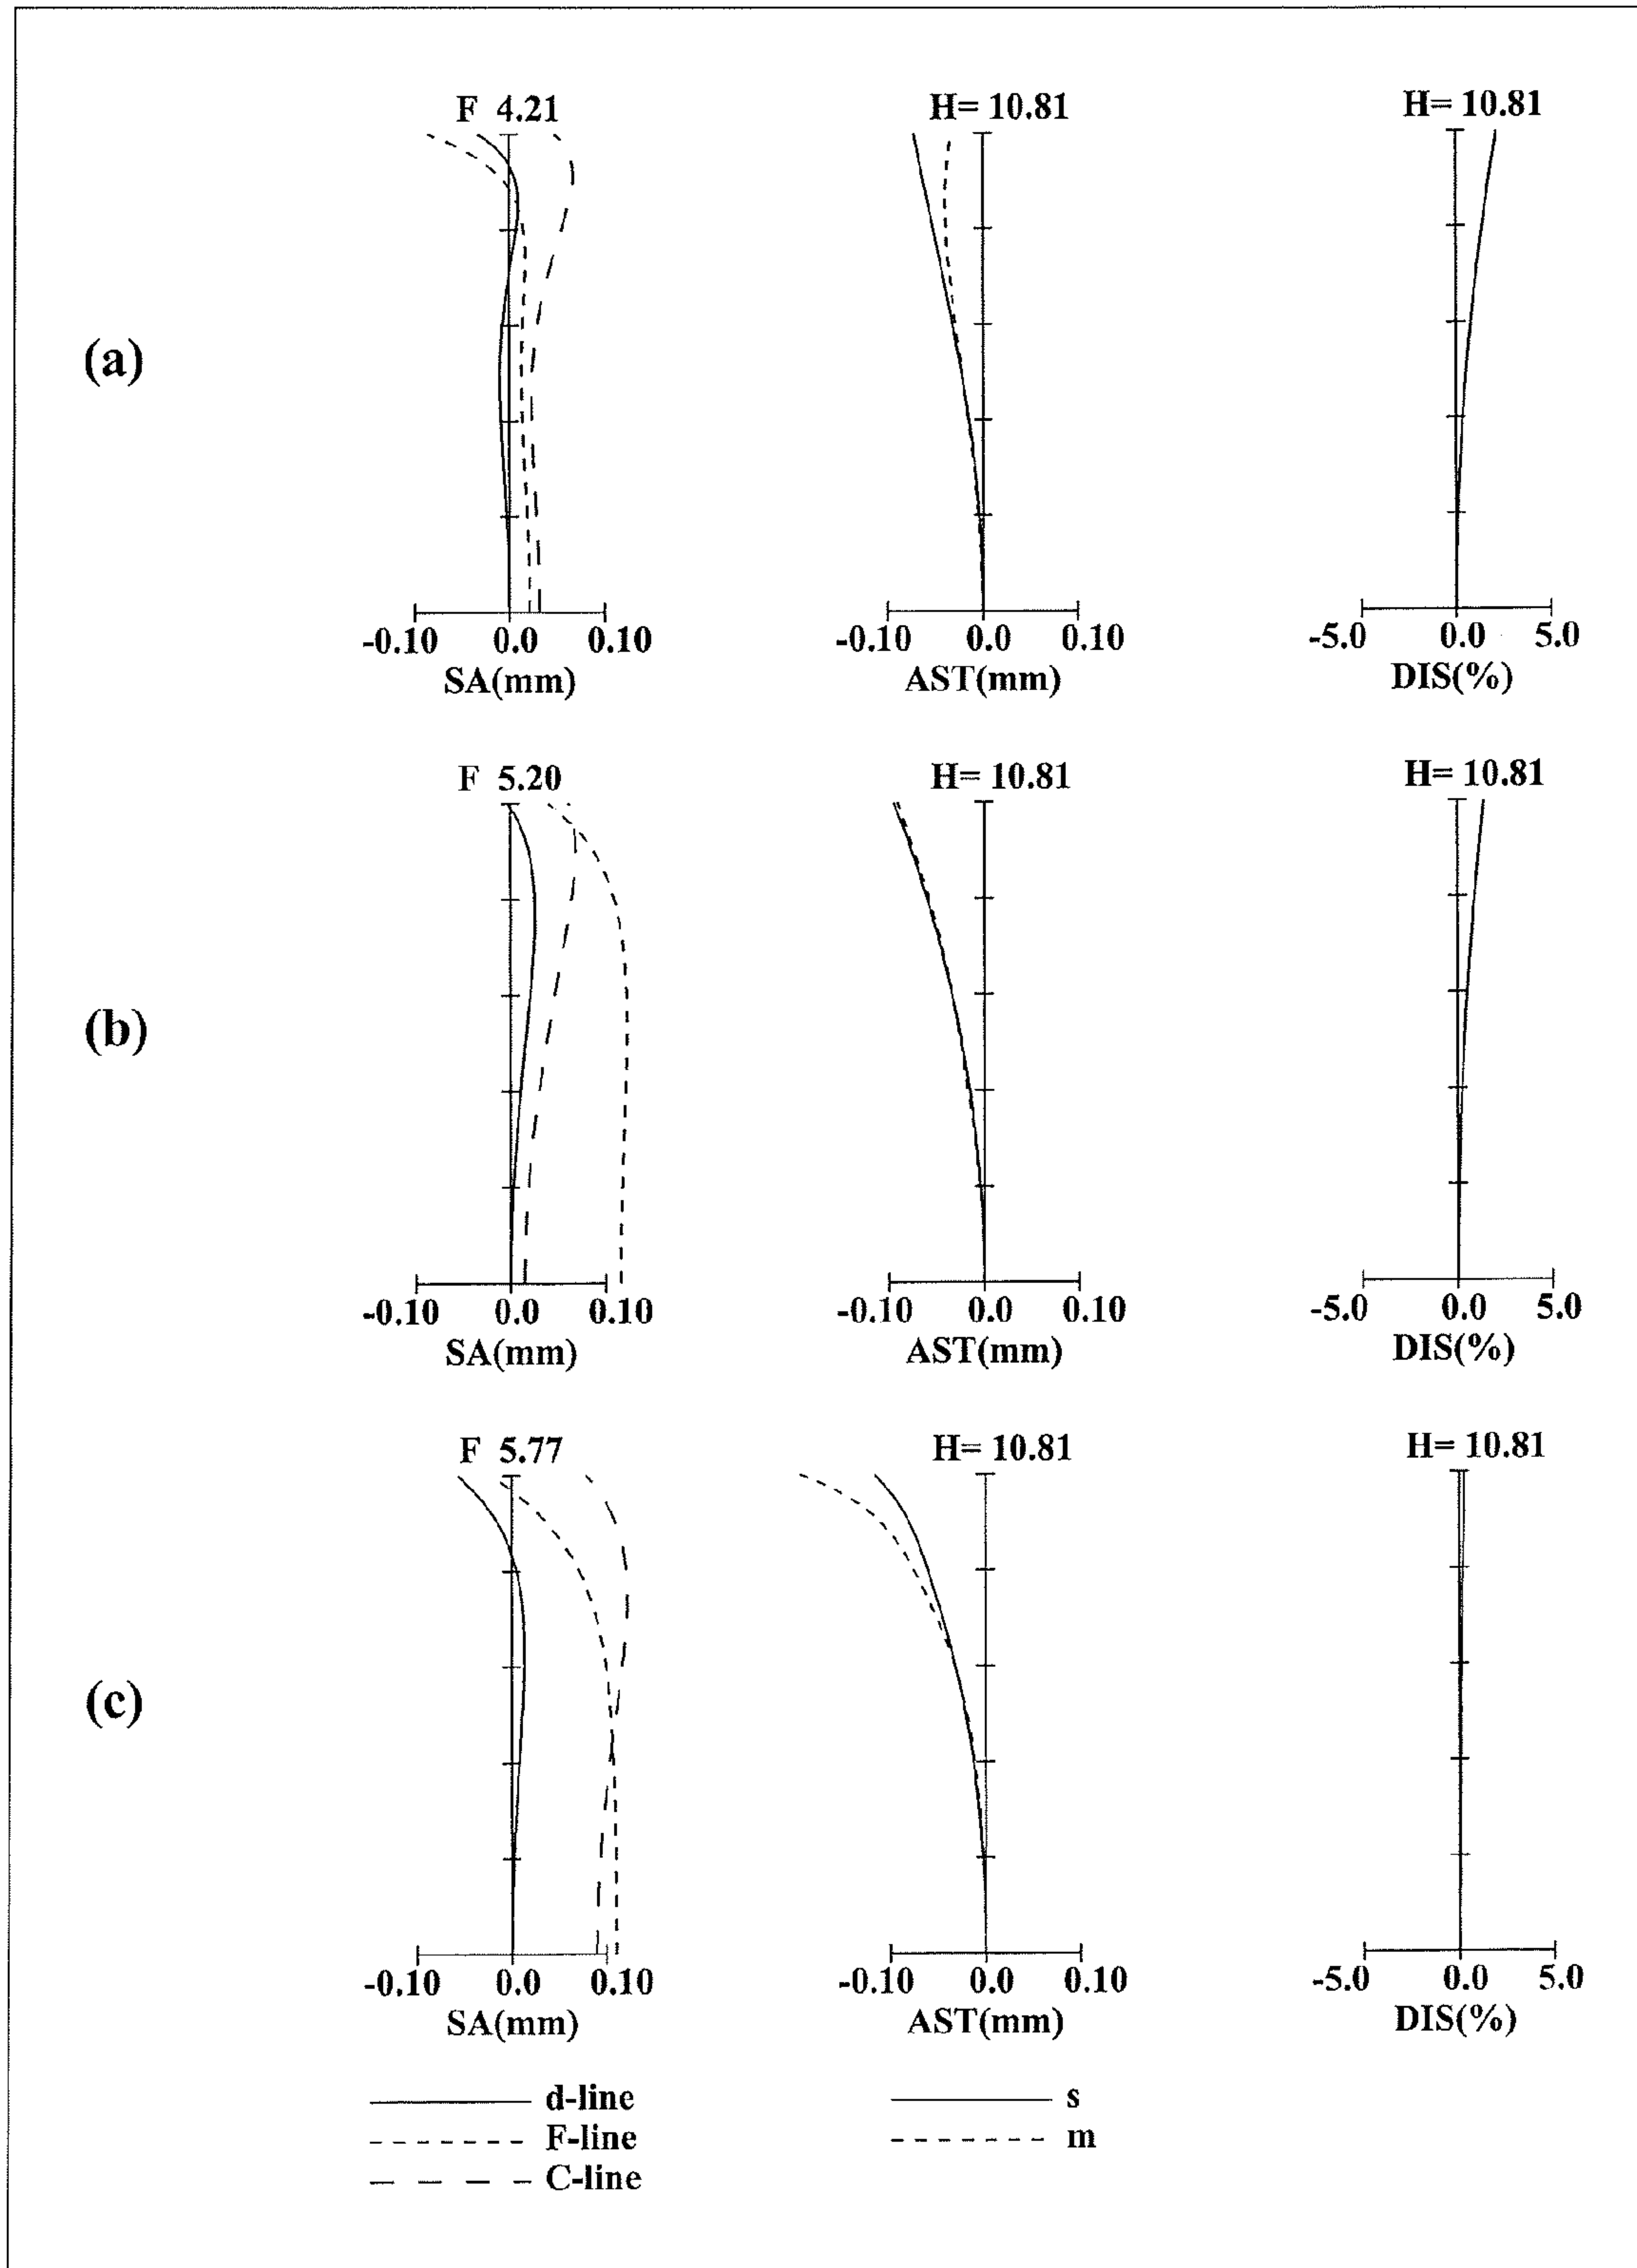 F 4.21
H= 10.81
H= 10.81
(a)
-0.10 0.0 0.10
SA(mm)
-0.10 0.0 0.10
AST(mm)
-5.0 0.0 5.0
DIS(%)
F 5.20
H= 10.81
H= 10.81
(b)
-0.10 0.0 0.10
SA(mm)
-0.10 0.0 0.10
AST(mm)
-5.0 0.0 5.0
DIS(%)
F 5.77
H= 10.81
H= 10.81
(c)
-0.10 0.0 0.10
SA(mm)
-0.10 0.0 0.10
AST(mm)
-5.0 0.0 5.0
DIS(%)
d-line
F-line
C-line
s
m